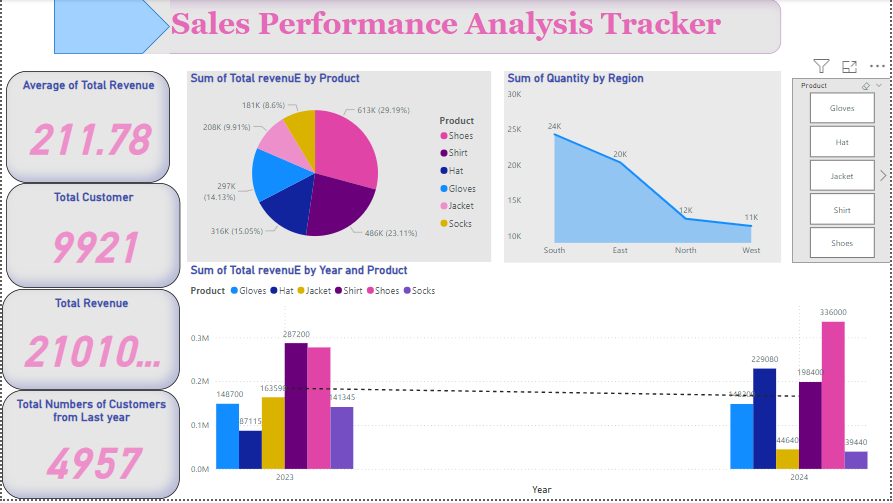 Sales Performance Analysis Tracker
Average of Total Revenue
211.78
Total Customer
9921
Total Revenue
21010...
Total Numbers of Customers
from Last year
4957
Sum of Total revenuE by Product
181K (8.6%)
613K (29.19%)
208K (9.91%)
297K
(14.13%)
316K (15.05%)
486K (23.11%)
Product
Shoes
Shirt
Hat
Gloves
Jacket
Socks
Sum of Quantity by Region
30K
25K
20K
15K
10K
24K
20K
12K
11K
South East North West
Product
Gloves
Hat
Jacket
Shirt
Shoes
Sum of Total revenuE by Year and Product
Product Gloves Hat Jacket Shirt Shoes Socks
0.3M
0.2M
0.1M
0.0M
148700
87115
287200
141345
229080
44640
198400
336000
39440
2023 2024
Year